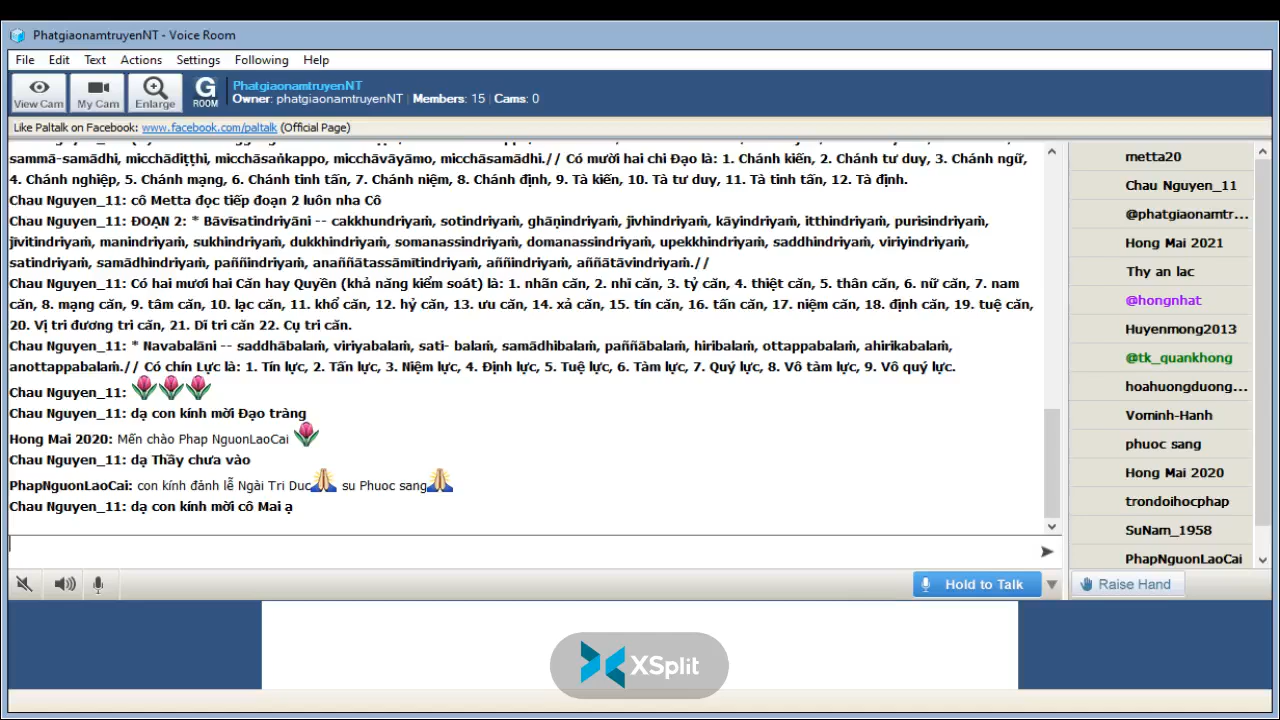 PhatgiaonamtruyenNT - Voice Room
File Edit Text Actions Settings Following Help
View Cam My Cam Enlarge G ROOM
PhatgiaonamtruyenNT
Owner: phatgiaonamtruyenNT | Members: 15 | Cams: 0
Like Paltalk on Facebook: www.facebook.com/paltalk (Official Page)
sammā-samādhi, micchādiṭṭhi, micchāsaṅkappo, micchāvāyāmo, micchāsamādhi.// Có mười hai chi Đạo là: 1. Chánh kiến, 2. Chánh tư duy, 3. Chánh ngữ,
4. Chánh nghiệp, 5. Chánh mạng, 6. Chánh tinh tấn, 7. Chánh niệm, 8. Chánh định, 9. Tà kiến, 10. Tà tư duy, 11. Tà tinh tấn, 12. Tà định.
Chau Nguyen_11: cô Metta đọc tiếp đoạn 2 luôn nha Cô
Chau Nguyen_11: ĐOẠN 2: * Bāvīsatindriyāni -- cakkhundriyaṁ, sotindriyaṁ, ghāṇindriyaṁ, jivhindriyaṁ, kāyindriyaṁ, itthindriyaṁ, purisindriyaṁ,
jīvitindriyaṁ, manindriyaṁ, sukhindriyaṁ, dukkhindriyaṁ, somanassindriyaṁ, domanassindriyaṁ, upekkhindriyaṁ, saddhindriyaṁ, viriyindriyaṁ,
satindriyaṁ, samādhindriyaṁ, paññindriyaṁ, anaññātassāmītindriyaṁ, aññindriyaṁ, aññātāvindriyaṁ.//
Chau Nguyen_11: Có hai mươi hai Căn hay Quyền (khả năng kiểm soát) là: 1. nhãn căn, 2. nhĩ căn, 3. tỷ căn, 4. thiệt căn, 5. thân căn, 6. nữ căn, 7. nam
căn, 8. mạng căn, 9. tâm căn, 10. lạc căn, 11. khổ căn, 12. hỷ căn, 13. ưu căn, 14. xả căn, 15. tín căn, 16. tấn căn, 17. niệm căn, 18. định căn, 19. tuệ căn,
20. Vị tri đương tri căn, 21. Dĩ tri căn 22. Cụ tri căn.
Chau Nguyen_11: * Navabalāni -- saddhābalaṁ, viriyabalaṁ, sati- balaṁ, samādhibalaṁ, paññābalaṁ, hiribalaṁ, ottappabalaṁ, ahirikabalaṁ,
anottappabalaṁ.// Có chín Lực là: 1. Tín lực, 2. Tấn lực, 3. Niệm lực, 4. Định lực, 5. Tuệ lực, 6. Tàm lực, 7. Quý lực, 8. Vô tàm lực, 9. Vô quý lực.
Chau Nguyen_11:
Chau Nguyen_11: dạ con kính mời Đạo tràng
Hong Mai 2020: Mến chào Phap NguonLaoCai
Chau Nguyen_11: dạ Thầy chưa vào
PhapNguonLaoCai: con kính đảnh lễ Ngài Tri Duc su Phuoc sang
Chau Nguyen_11: dạ con kính mời cô Mai ạ
metta20
Chau Nguyen_11
@phatgiaonamtr...
Hong Mai 2021
Thy an lac
@hongnhat
Huyenmong2013
@tk_quankhong
hoahuongduong...
Vominh-Hanh
phuoc sang
Hong Mai 2020
trondoihocphap
SuNam_1958
PhapNguonLaoCai
Hold to Talk
Raise Hand
XSplit